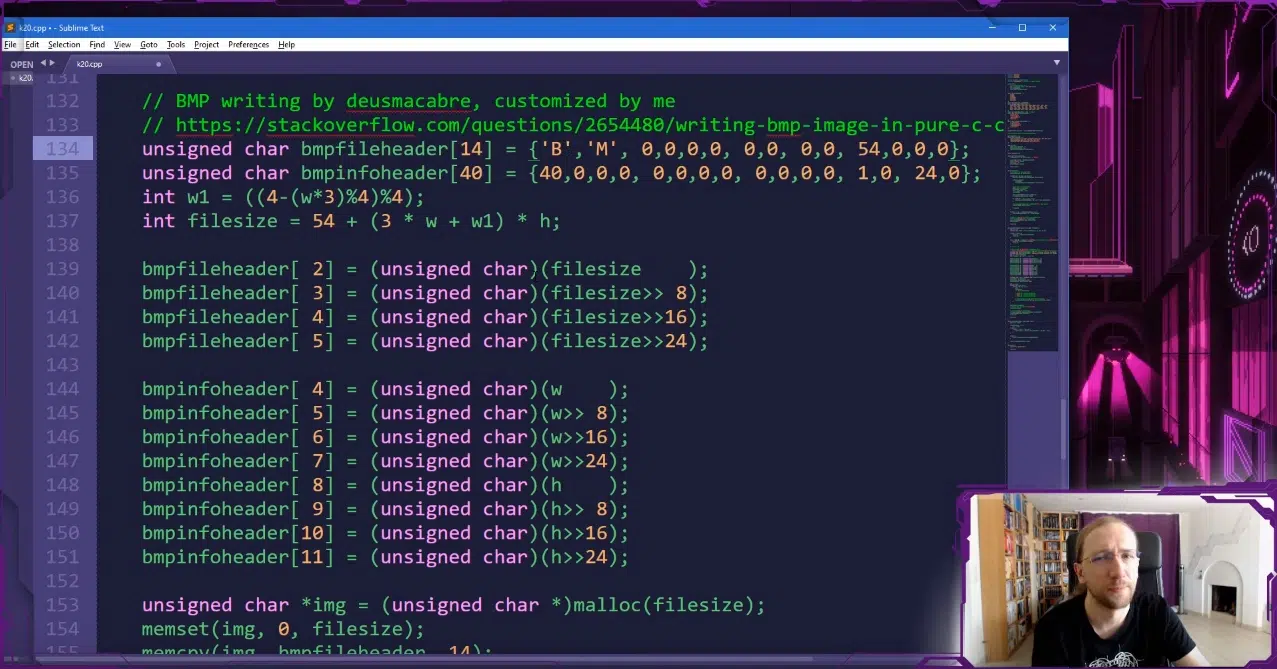 k20.cpp • - Sublime Text
File Edit Selection Find View Goto Tools Project Preferences Help
OPEN k20.cpp
k20.
131
132 // BMP writing by deusmacabre, customized by me
133 // https://stackoverflow.com/questions/2654480/writing-bmp-image-in-pure-c-c
134 unsigned char bmpfileheader[14] = {'B','M', 0,0,0,0, 0,0, 0,0, 54,0,0,0};
135 unsigned char bmpinfoheader[40] = {40,0,0,0, 0,0,0,0, 0,0,0,0, 1,0, 24,0};
136 int w1 = ((4-(w*3)%4)%4);
137 int filesize = 54 + (3 * w + w1) * h;
138
139 bmpfileheader[ 2] = (unsigned char)(filesize    );
140 bmpfileheader[ 3] = (unsigned char)(filesize>> 8);
141 bmpfileheader[ 4] = (unsigned char)(filesize>>16);
142 bmpfileheader[ 5] = (unsigned char)(filesize>>24);
143
144 bmpinfoheader[ 4] = (unsigned char)(w    );
145 bmpinfoheader[ 5] = (unsigned char)(w>> 8);
146 bmpinfoheader[ 6] = (unsigned char)(w>>16);
147 bmpinfoheader[ 7] = (unsigned char)(w>>24);
148 bmpinfoheader[ 8] = (unsigned char)(h    );
149 bmpinfoheader[ 9] = (unsigned char)(h>> 8);
150 bmpinfoheader[10] = (unsigned char)(h>>16);
151 bmpinfoheader[11] = (unsigned char)(h>>24);
152
153 unsigned char *img = (unsigned char *)malloc(filesize);
154 memset(img, 0, filesize);
155 memcpy(img, bmpfileheader, 14);